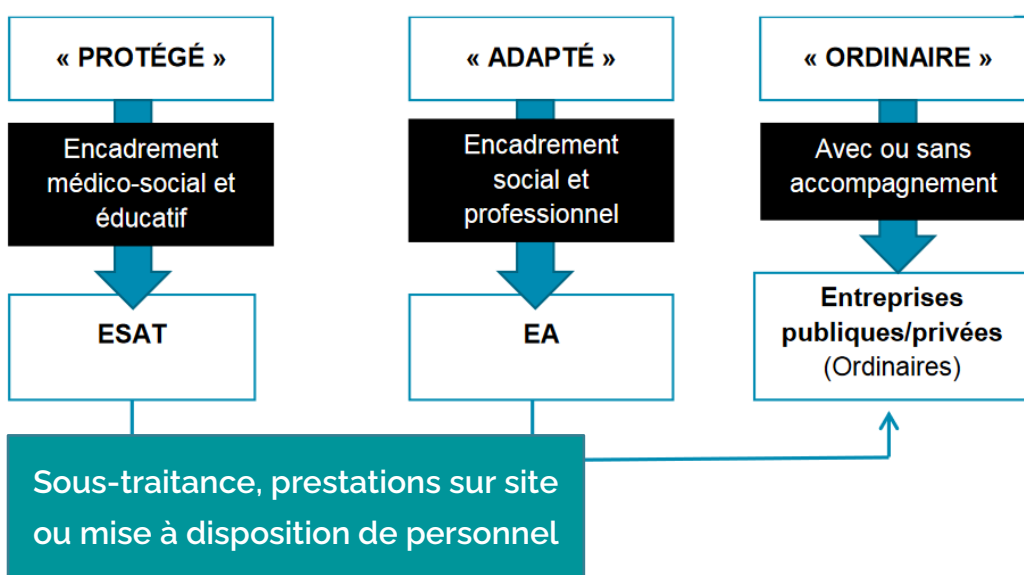 « PROTÉGÉ »
Encadrement
médico-social et
éducatif
ESAT
« ADAPTÉ »
Encadrement
social et
professionnel
EA
« ORDINAIRE »
Avec ou sans
accompagnement
Entreprises
publiques/privées
(Ordinaires)
Sous-traitance, prestations sur site
ou mise à disposition de personnel